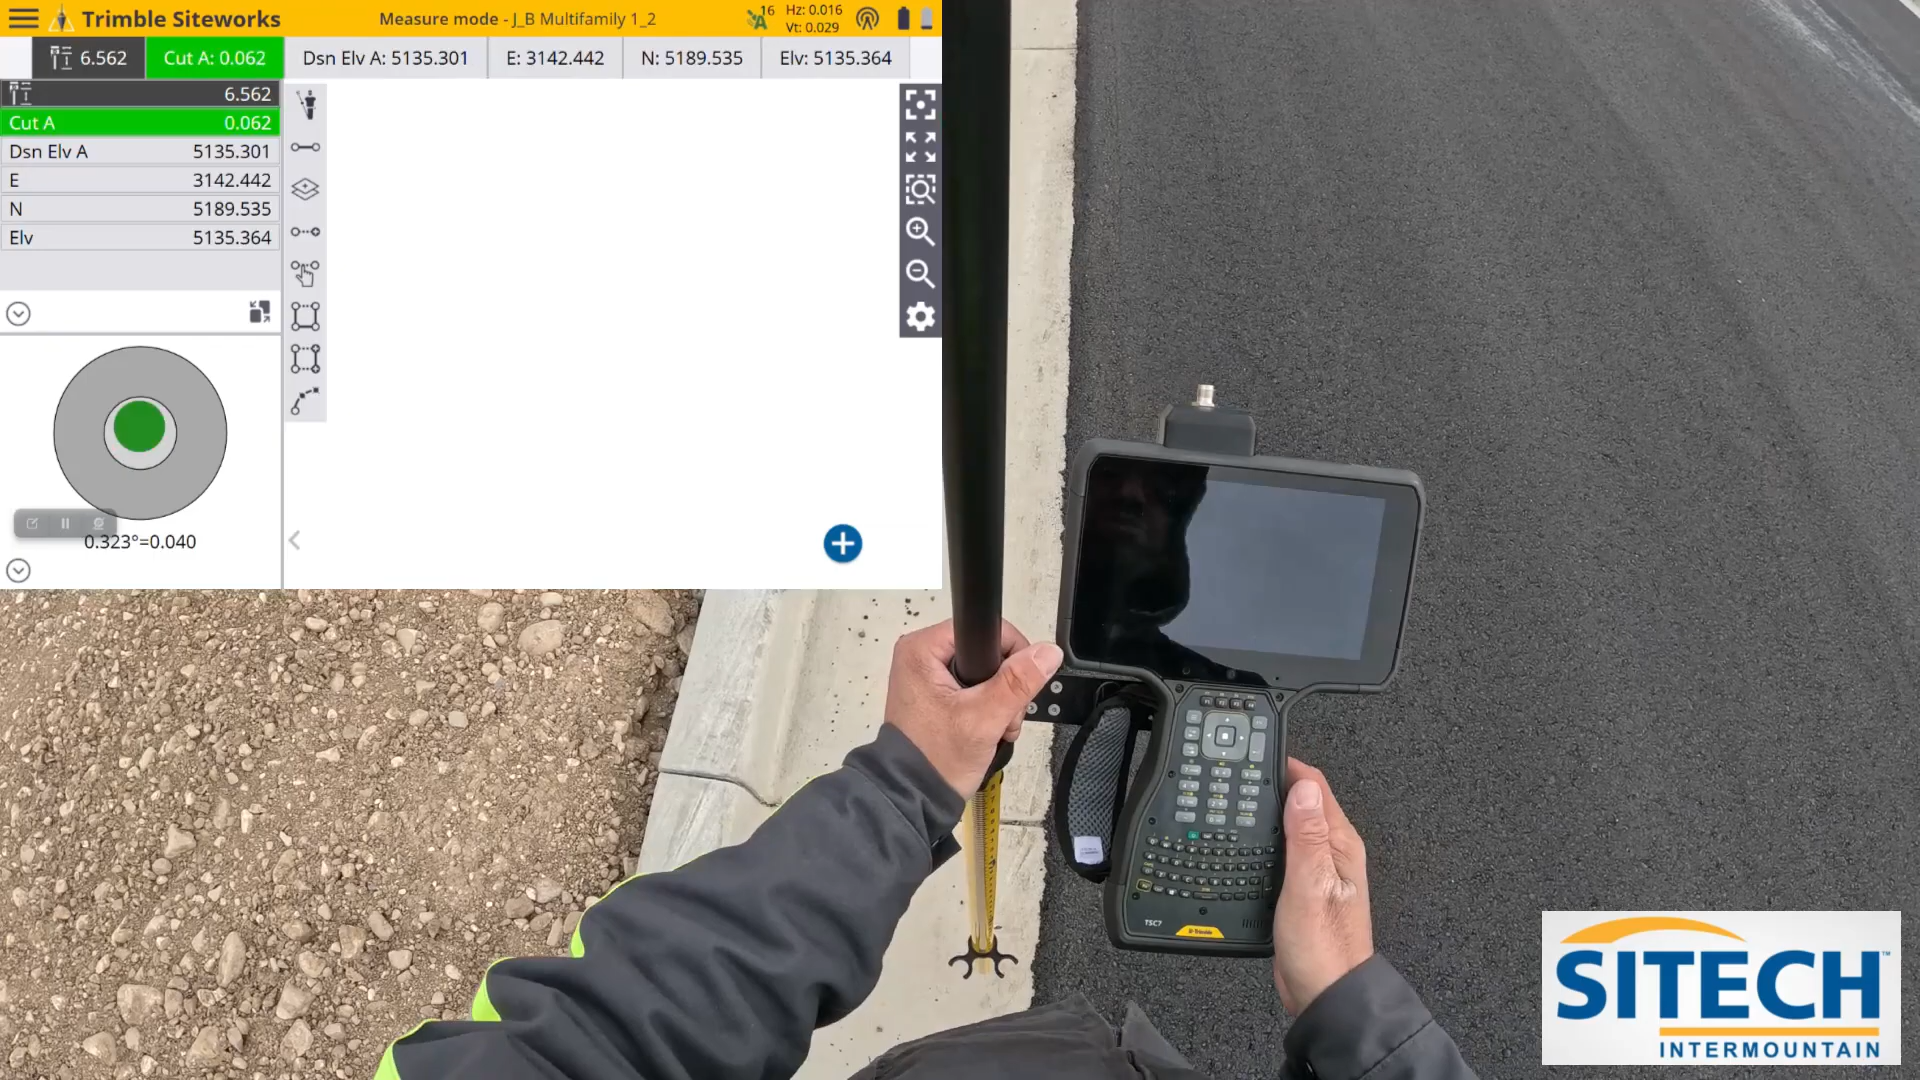 Trimble Siteworks
Measure mode - J_B Multifamily 1_2
16
Hz: 0.016
Vt: 0.029
6.562
Cut A: 0.062
Dsn Elv A: 5135.301
E: 3142.442
N: 5189.535
Elv: 5135.364
6.562
Cut A 0.062
Dsn Elv A 5135.301
E 3142.442
N 5189.535
Elv 5135.364
0.323°=0.040
TSC7
Trimble
SITECH™
INTERMOUNTAIN